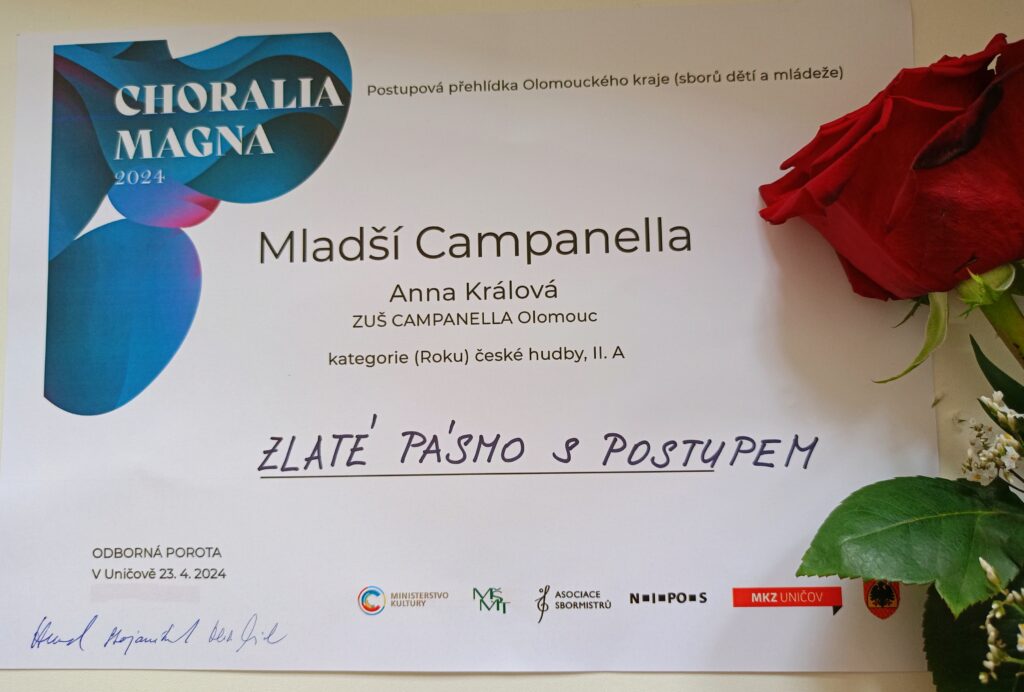 CHORALIA
MAGNA
2024
Postupová přehlídka Olomouckého kraje (sborů dětí a mládeže)
Mladší Campanella
Anna Králová
ZUŠ CAMPANELLA Olomouc
kategorie (Roku) české hudby, II. A
ZLATÉ PÁSMO S POSTUPEM
ODBORNÁ POROTA
V Uničově 23. 4. 2024
MINISTERSTVO
KULTURY
MŠMT
ASOCIACE
SBORMISTRŮ
N·I·PO·S
MKZ UNIČOV